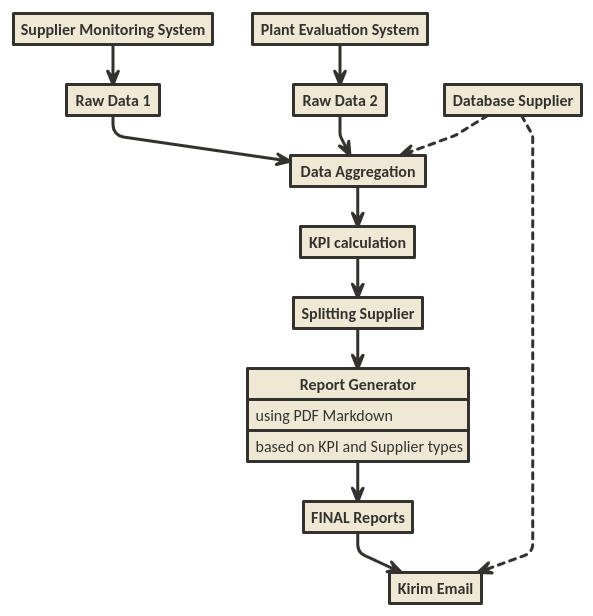 Supplier Monitoring System
Plant Evaluation System
Raw Data 1
Raw Data 2
Database Supplier
Data Aggregation
KPI calculation
Splitting Supplier
Report Generator
using PDF Markdown
based on KPI and Supplier types
FINAL Reports
Kirim Email